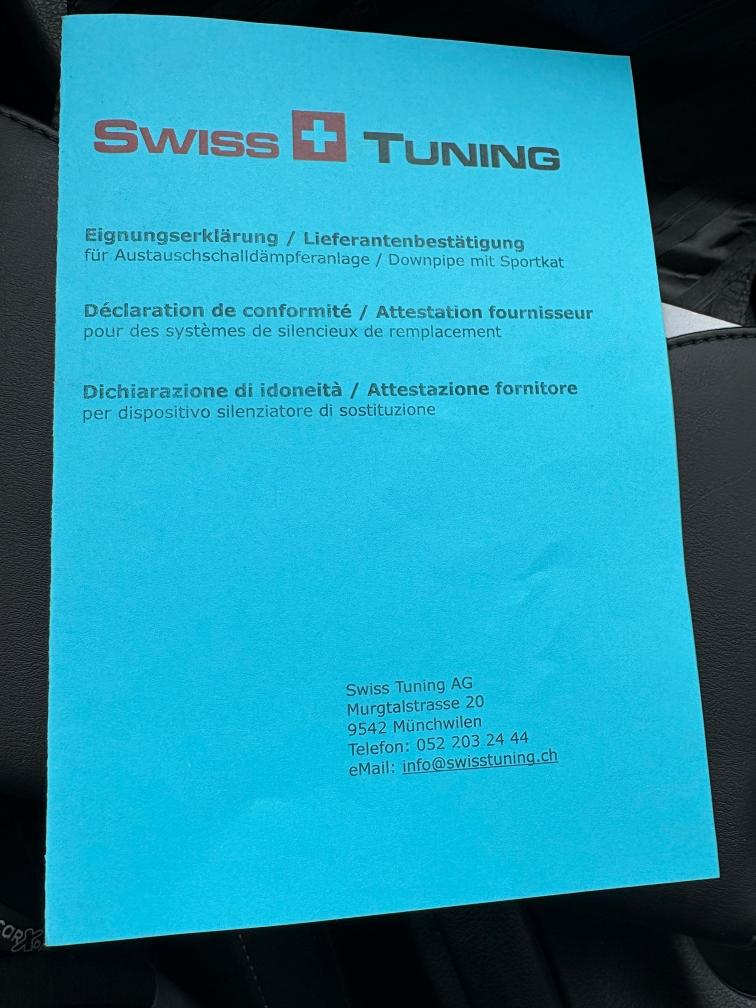 SWISS TUNING
Eignungserklärung / Lieferantenbestätigung
für Austauschschalldämpferanlage / Downpipe mit Sportkat
Déclaration de conformité / Attestation fournisseur
pour des systèmes de silencieux de remplacement
Dichiarazione di idoneità / Attestazione fornitore
per dispositivo silenziatore di sostituzione
Swiss Tuning AG
Murgtalstrasse 20
9542 Münchwilen
Telefon: 052 203 24 44
eMail: info@swisstuning.ch